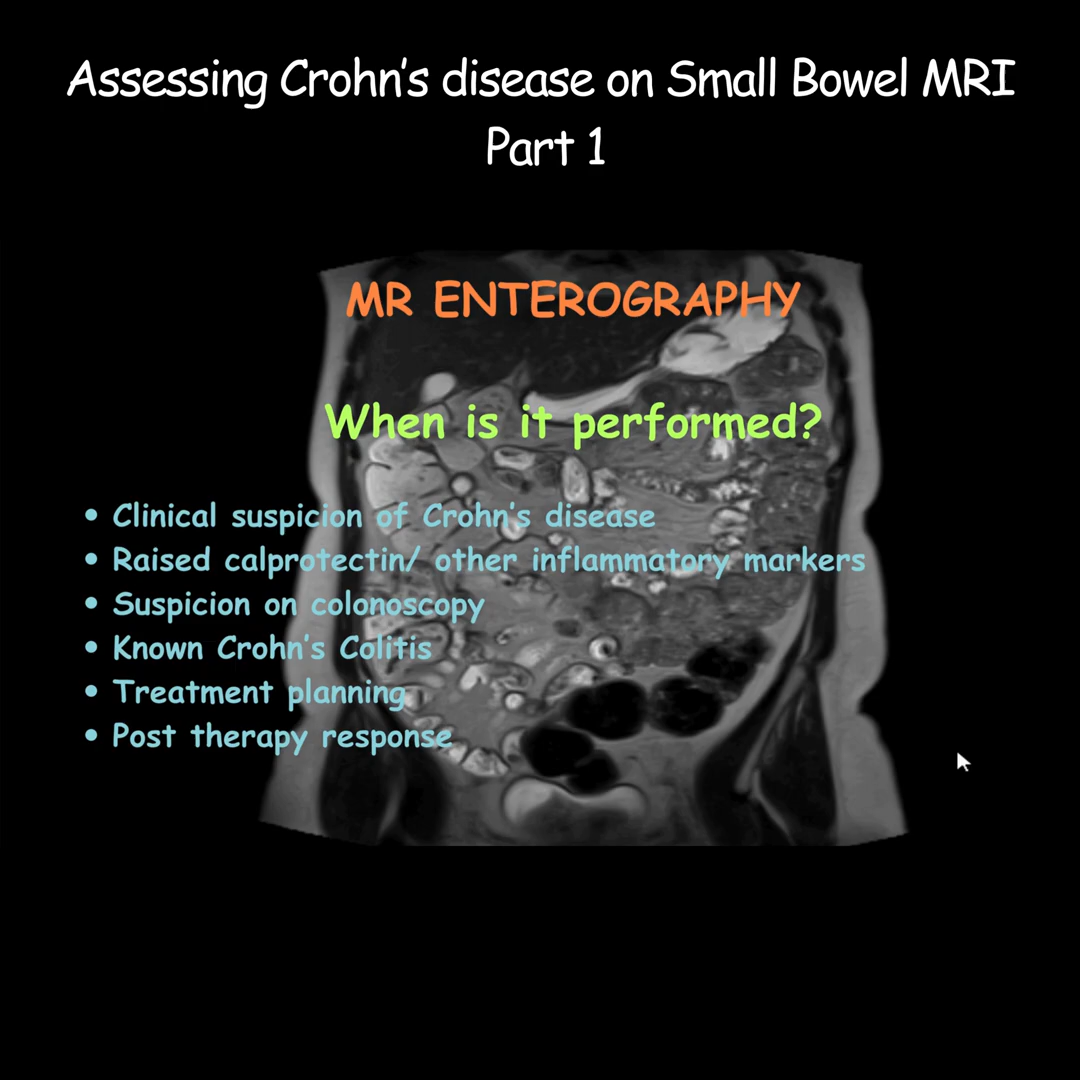 Assessing Crohn's disease on Small Bowel MRI
Part 1
MR ENTEROGRAPHY
When is it performed?
• Clinical suspicion of Crohn's disease
• Raised calprotectin/ other inflammatory markers
• Suspicion on colonoscopy
• Known Crohn's Colitis
• Treatment planning
• Post therapy response